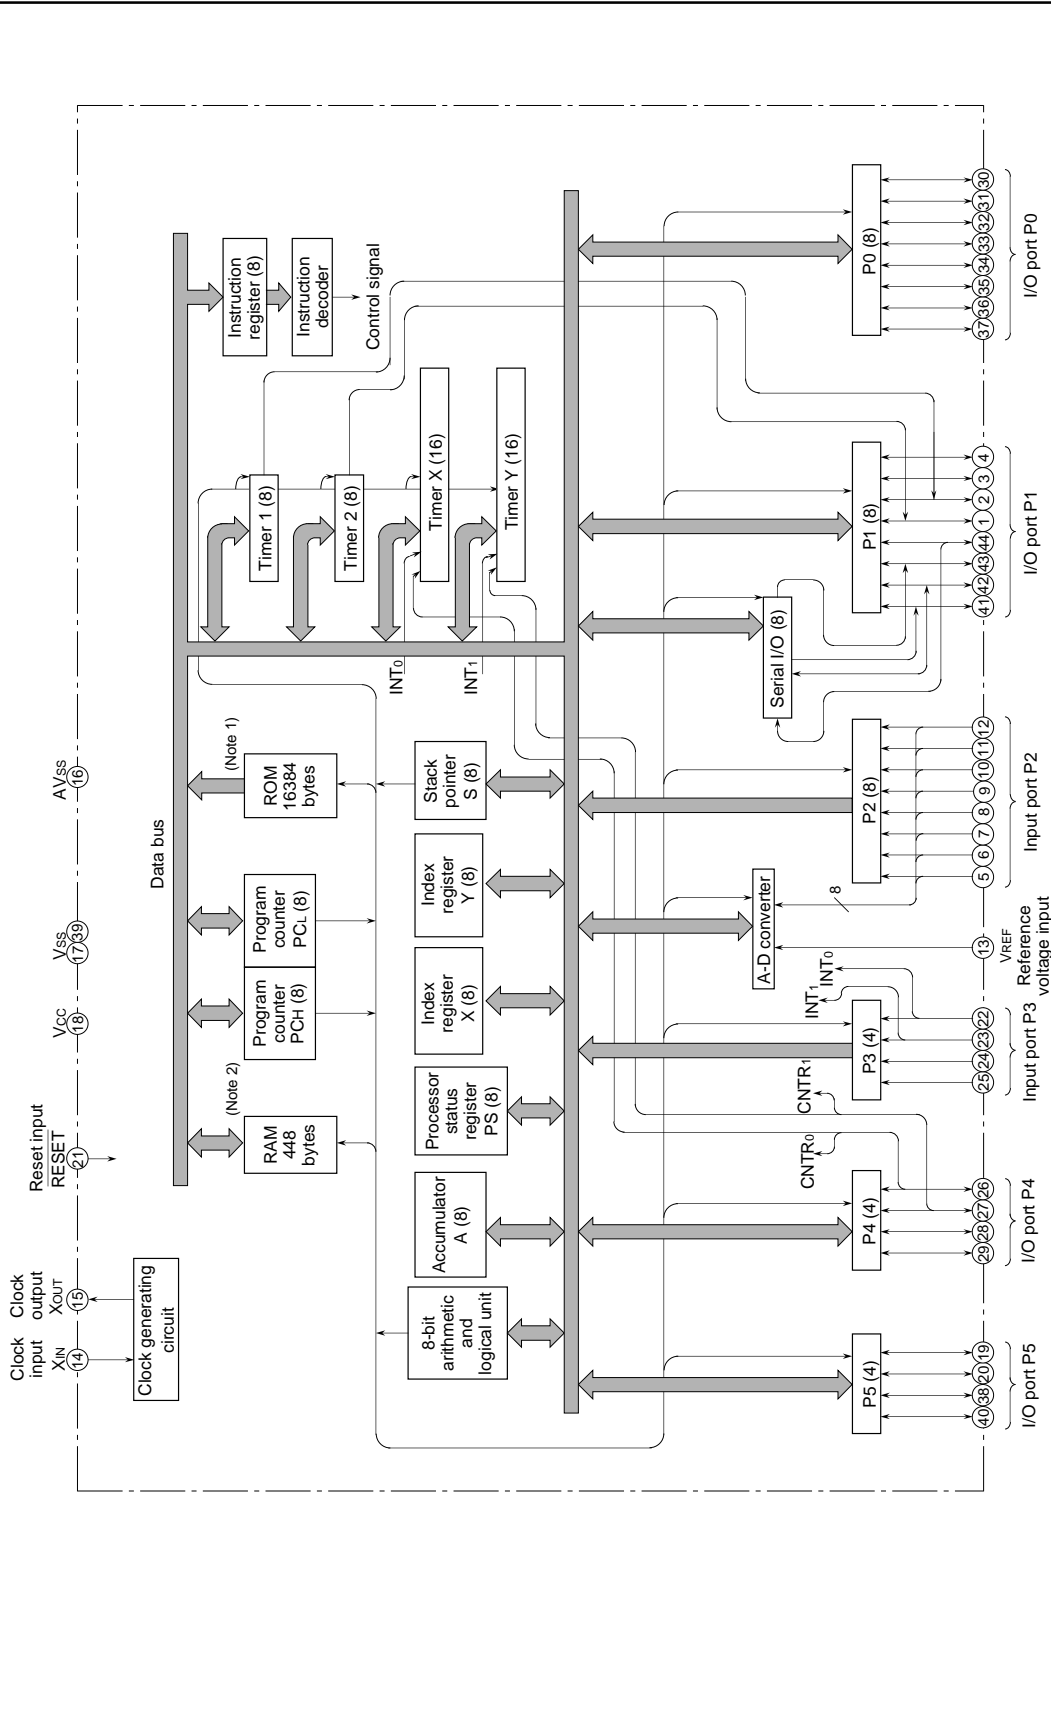 Clock
input
XIN
14
Clock
output
XOUT
15
Reset input
RESET
21
VCC
18
VSS
17 39
AVSS
16
Clock generating
circuit
Data bus
RAM
448
bytes
(Note 2)
Program
counter
PCH (8)
Program
counter
PCL (8)
ROM
16384
bytes
(Note 1)
Timer 1 (8)
Timer 2 (8)
Timer X (16)
Timer Y (16)
INT0
INT1
Instruction
register (8)
Instruction
decoder
Control signal
8-bit
arithmetic
and
logical unit
Accumulator
A (8)
Processor
status
register
PS (8)
Index
register
X (8)
Index
register
Y (8)
Stack
pointer
S (8)
CNTR0
CNTR1
INT1
INT0
A-D converter
8
Serial I/O (8)
P5 (4)
P4 (4)
P3 (4)
P2 (8)
P1 (8)
P0 (8)
40 38 20 19
29 28 27 26
25 24 23 22
13
5 6 7 8 9 10 11 12
41 42 43 44 1 2 3 4
37 36 35 34 33 32 31 30
I/O port P5
I/O port P4
Input port P3
VREF
Reference
voltage input
Input port P2
I/O port P1
I/O port P0